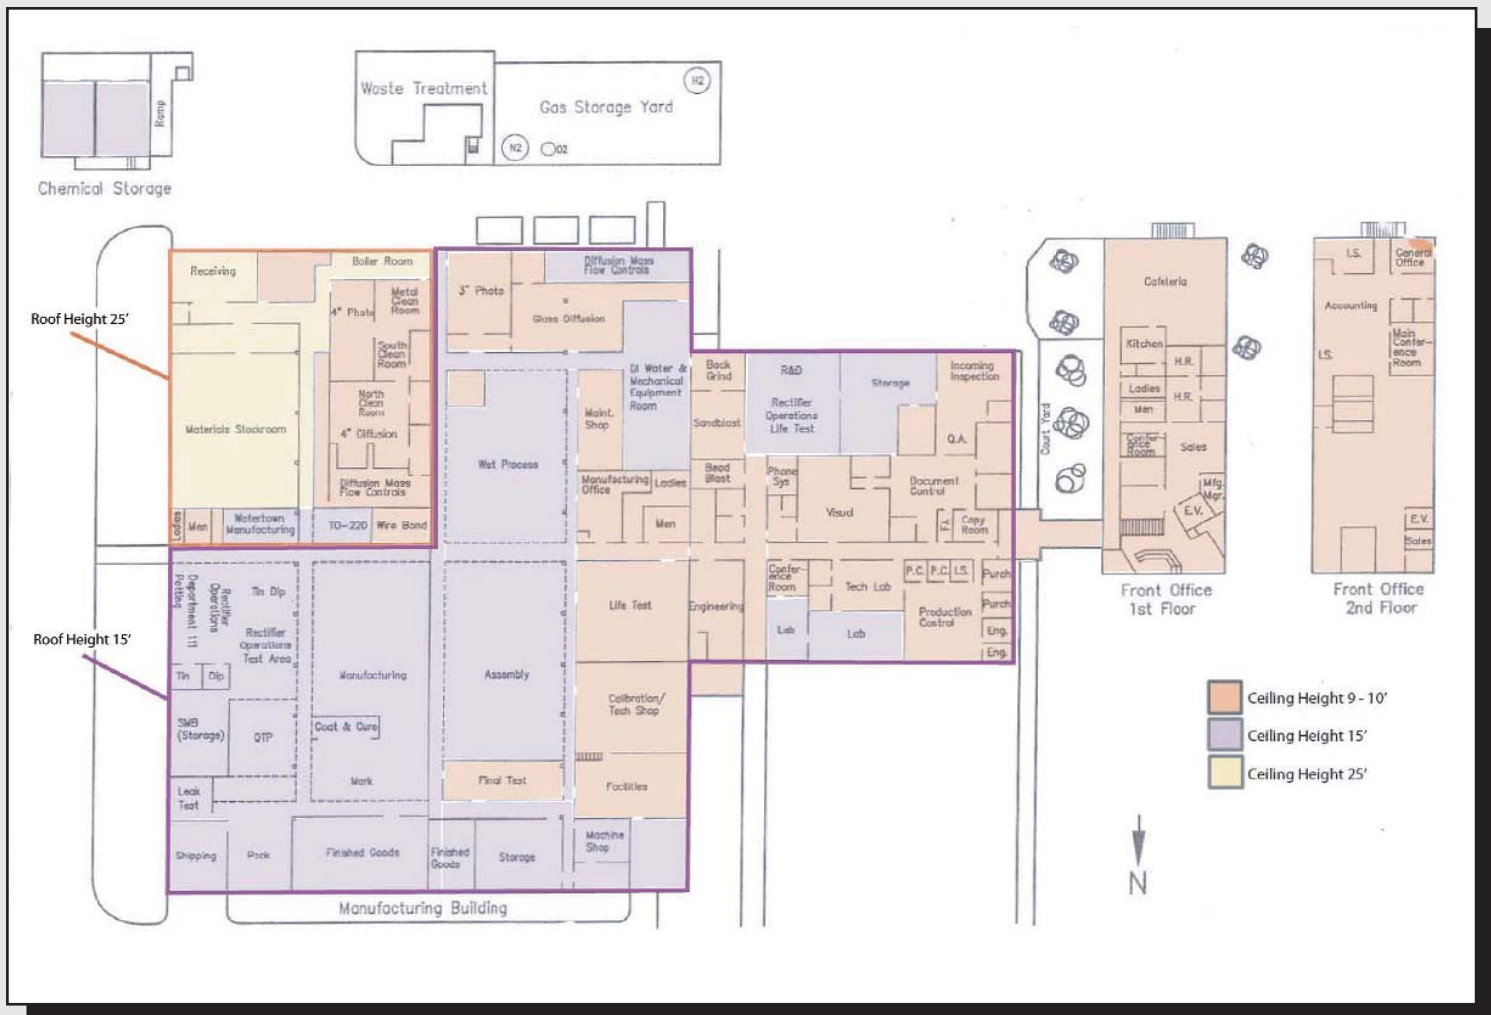 Waste Treatment
H2
Gas Storage Yard
Ramp
N2
O2
Chemical Storage
Receiving
Boiler Room
Diffusion Mass
Flow Controls
I.S.
General
Office
3" Photo
Metal
Clean
Room
Cafeteria
Roof Height 25'
4" Photo
Glass Diffusion
Accounting
South
Clean
Room
Kitchen
Main
Confer-
ence
Room
I.S.
Back
Grind
R&D
Storage
Incoming
Inspection
H.R.
DI Water &
Mechanical
Equipment
Room
North
Clean
Room
Rectifier
Operations
Life Test
Ladies
Men
H.R.
Maint.
Shop
Sandblast
Materials Stockroom
4" Diffusion
Q.A.
Court Yard
Confer-
ence
Room
Sales
Wet Process
Bead
Blast
Phone
Sys
Manufacturing
Office
Ladies
Diffusion Mass
Flow Controls
Document
Control
Mfg.
Mgr.
Visual
E.V.
E.V.
Sales
Ladies
Men
Watertown
Manufacturing
TO-220
Wire Bond
Men
Copy
Room
Confer-
ence
Room
P.C.
P.C.
I.S.
Purch
Tech Lab
Front Office
1st Floor
Front Office
2nd Floor
Department 111
Potting
Rectifier
Operations
Tin Dip
Life Test
Engineering
Production
Control
Purch
Lab
Lab
Eng.
Eng.
Roof Height 15'
Rectifier
Operations
Test Area
Tin
Dip
Manufacturing
Assembly
Calibration/
Tech Shop
Ceiling Height 9 - 10'
SMB
(Storage)
QTP
Coat & Cure
Ceiling Height 15'
Mark
Final Test
Facilities
Ceiling Height 25'
Leak
Test
Shipping
Pack
Finished Goods
Finished
Goods
Storage
Machine
Shop
N
Manufacturing Building